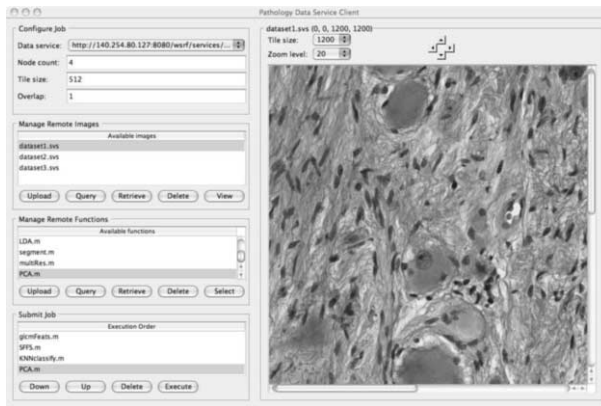 Pathology Data Service Client
Configure Job
Data service: http://140.254.80.127:8080/wsrf/services/...
Node count: 4
Tile size: 512
Overlap: 1
Manage Remote Images
Available images
dataset1.svs
dataset2.svs
dataset3.svs
Upload Query Retrieve Delete View
Manage Remote Functions
Available functions
LDA.m
segment.m
multiRes.m
PCA.m
Upload Query Retrieve Delete Select
Submit Job
Execution Order
glcmFeats.m
SFFS.m
KNNclassify.m
PCA.m
Down Up Delete Execute
dataset1.svs (0, 0, 1200, 1200)
Tile size: 1200
Zoom level: 20